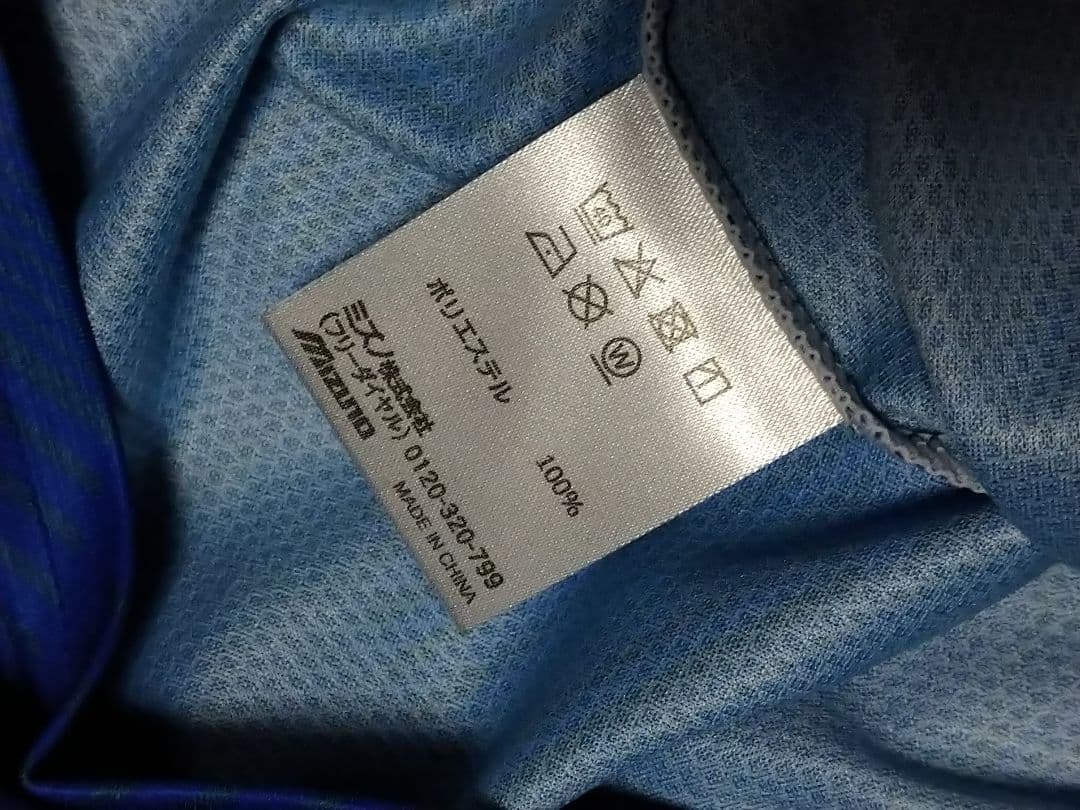 ポリエステル 100%
ミズノ株式会社
(フリーダイヤル) 0120-320-799
Mizuno MADE IN CHINA